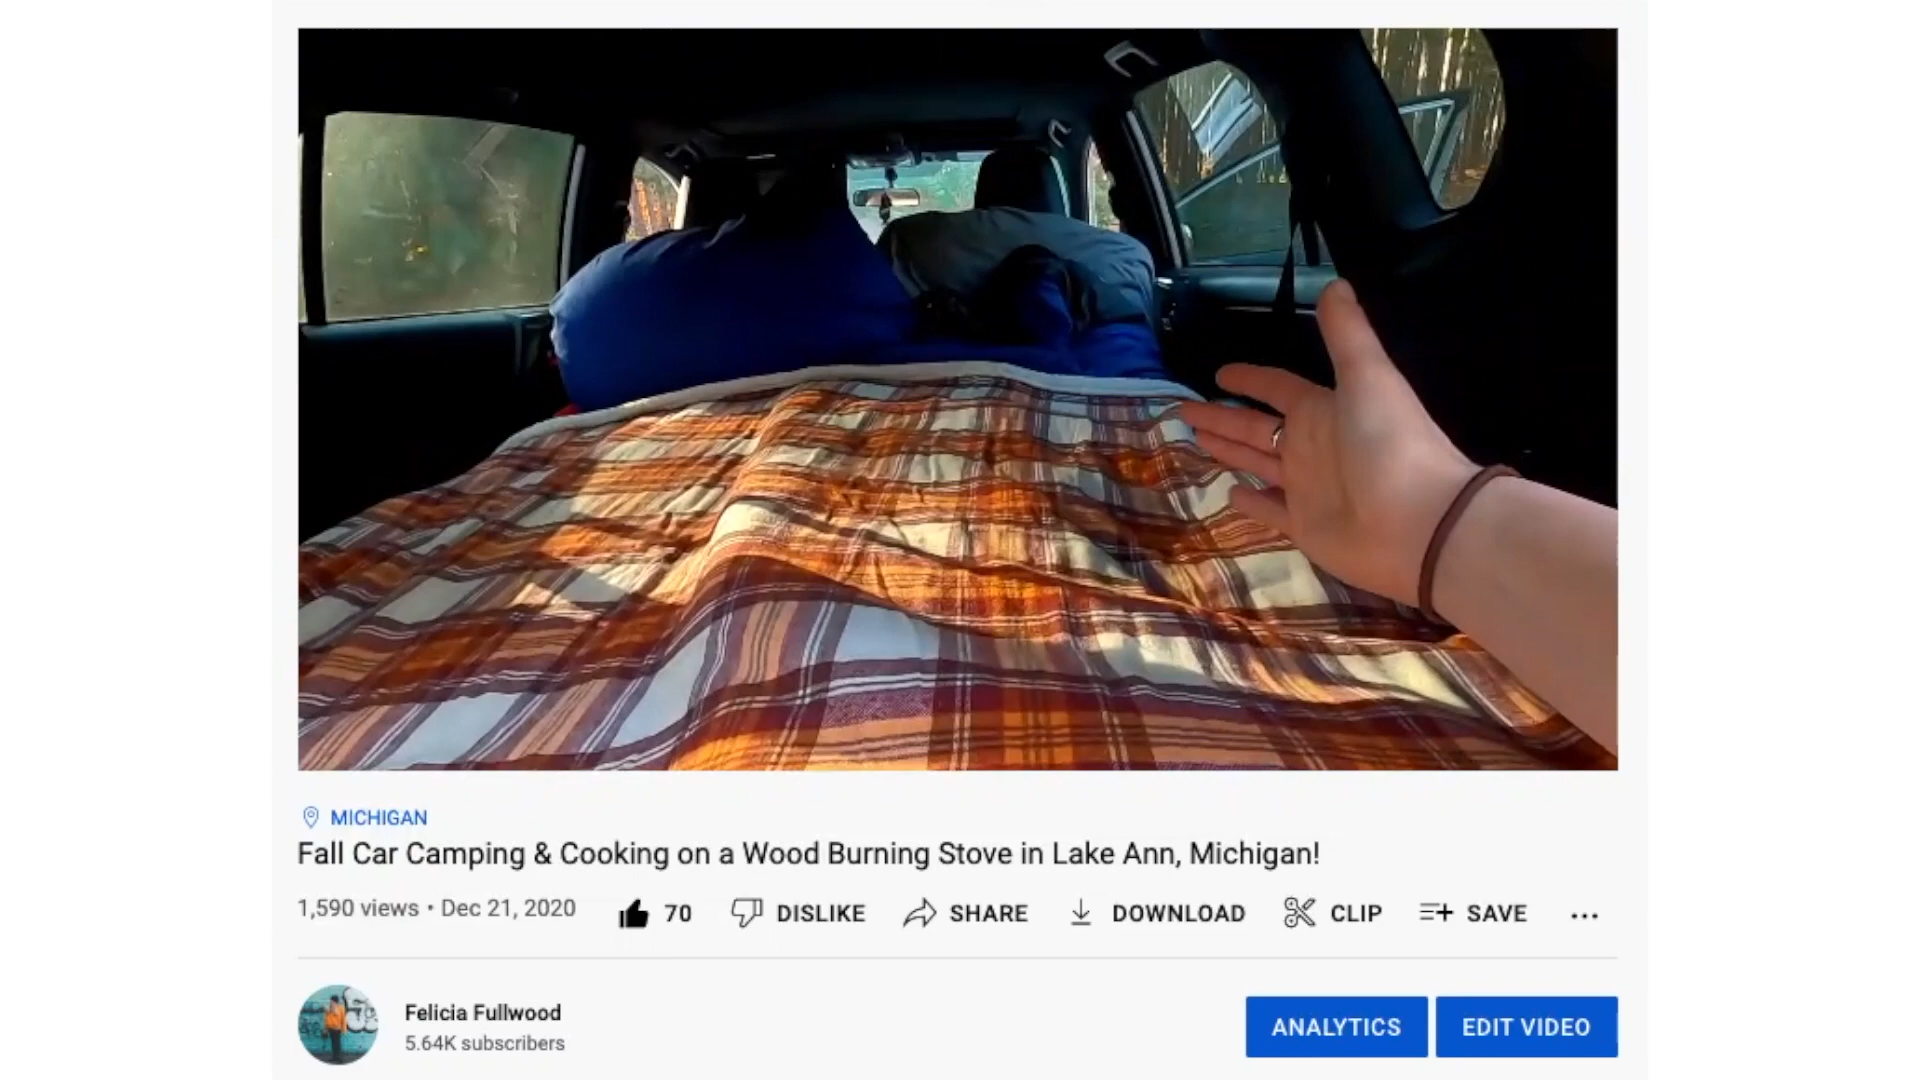 MICHIGAN
Fall Car Camping & Cooking on a Wood Burning Stove in Lake Ann, Michigan!
1,590 views • Dec 21, 2020 70 DISLIKE SHARE DOWNLOAD CLIP SAVE ...
Felicia Fullwood
5.64K subscribers
ANALYTICS EDIT VIDEO